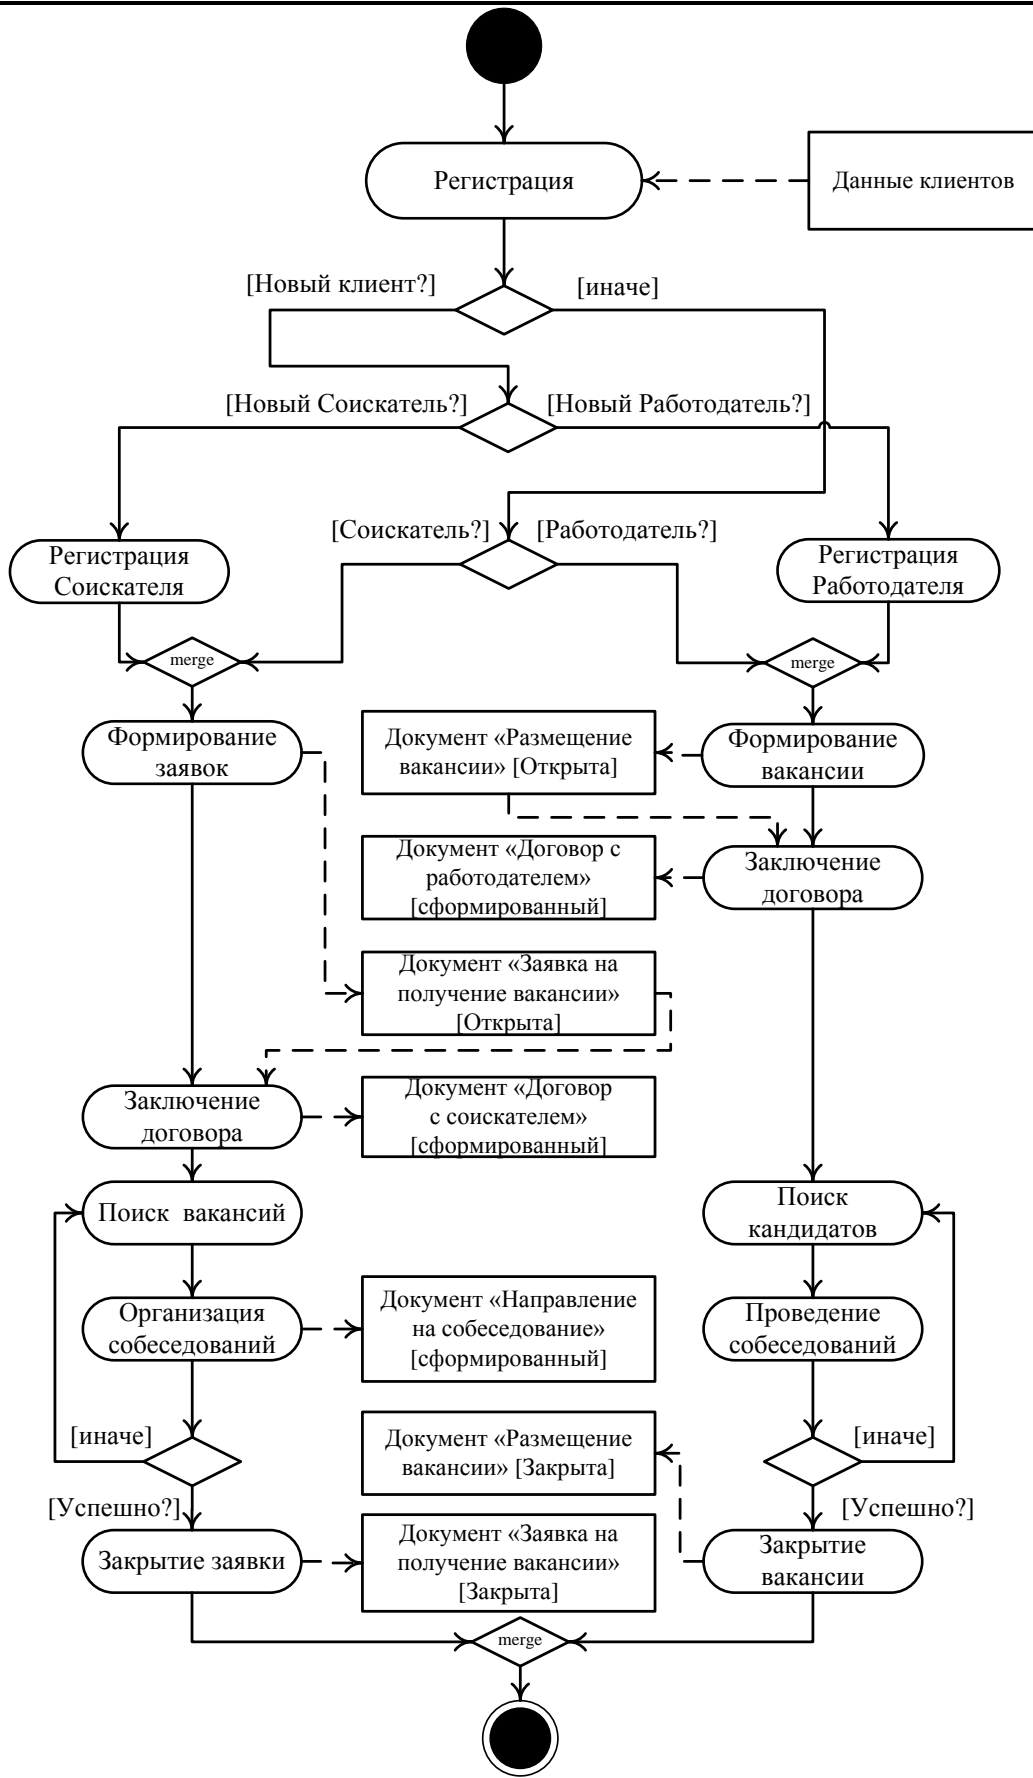 Регистрация
Данные клиентов
[Новый клиент?]
[иначе]
[Новый Соискатель?]
[Новый Работодатель?]
[Соискатель?]
[Работодатель?]
Регистрация
Соискателя
Регистрация
Работодателя
merge
merge
Формирование
заявок
Документ «Размещение
вакансии» [Открыта]
Формирование
вакансии
Документ «Договор с
работодателем»
[сформированный]
Заключение
договора
Документ «Заявка на
получение вакансии»
[Открыта]
Заключение
договора
Документ «Договор
с соискателем»
[сформированный]
Поиск  вакансий
Поиск
кандидатов
Организация
собеседований
Документ «Направление
на собеседование»
[сформированный]
Проведение
собеседований
[иначе]
Документ «Размещение
вакансии» [Закрыта]
[иначе]
[Успешно?]
[Успешно?]
Закрытие заявки
Документ «Заявка на
получение вакансии»
[Закрыта]
Закрытие
вакансии
merge